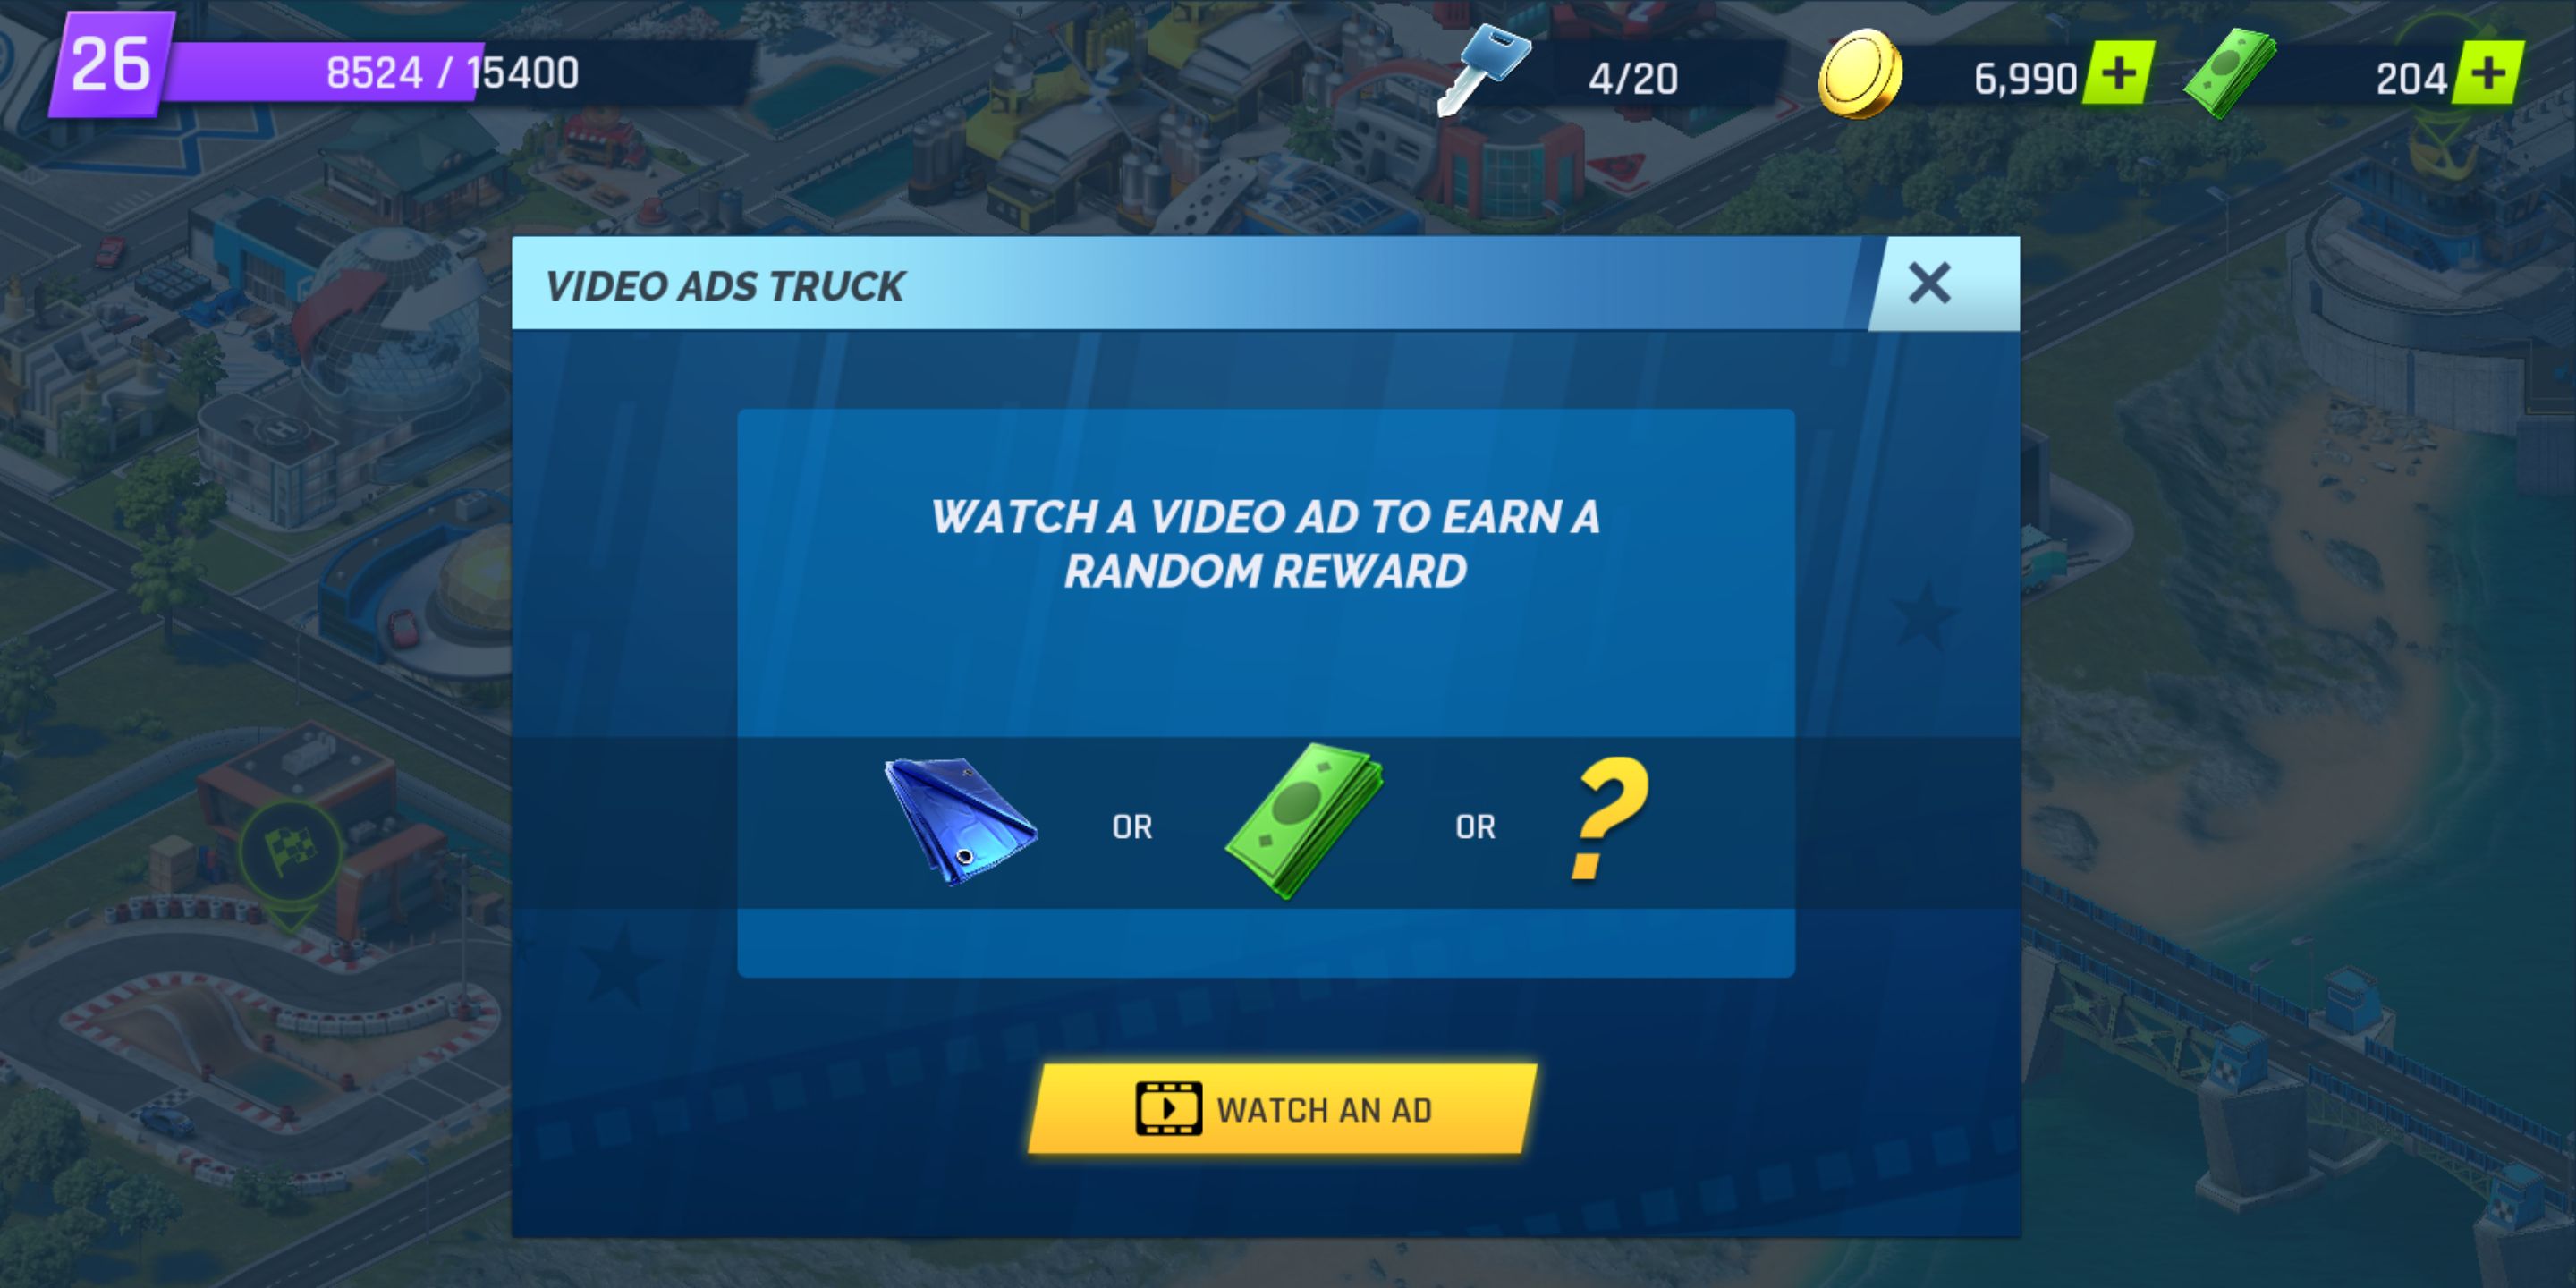 26
8524 / 15400
4/20
6,990
204
VIDEO ADS TRUCK
WATCH A VIDEO AD TO EARN A
RANDOM REWARD
OR
OR
?
WATCH AN AD